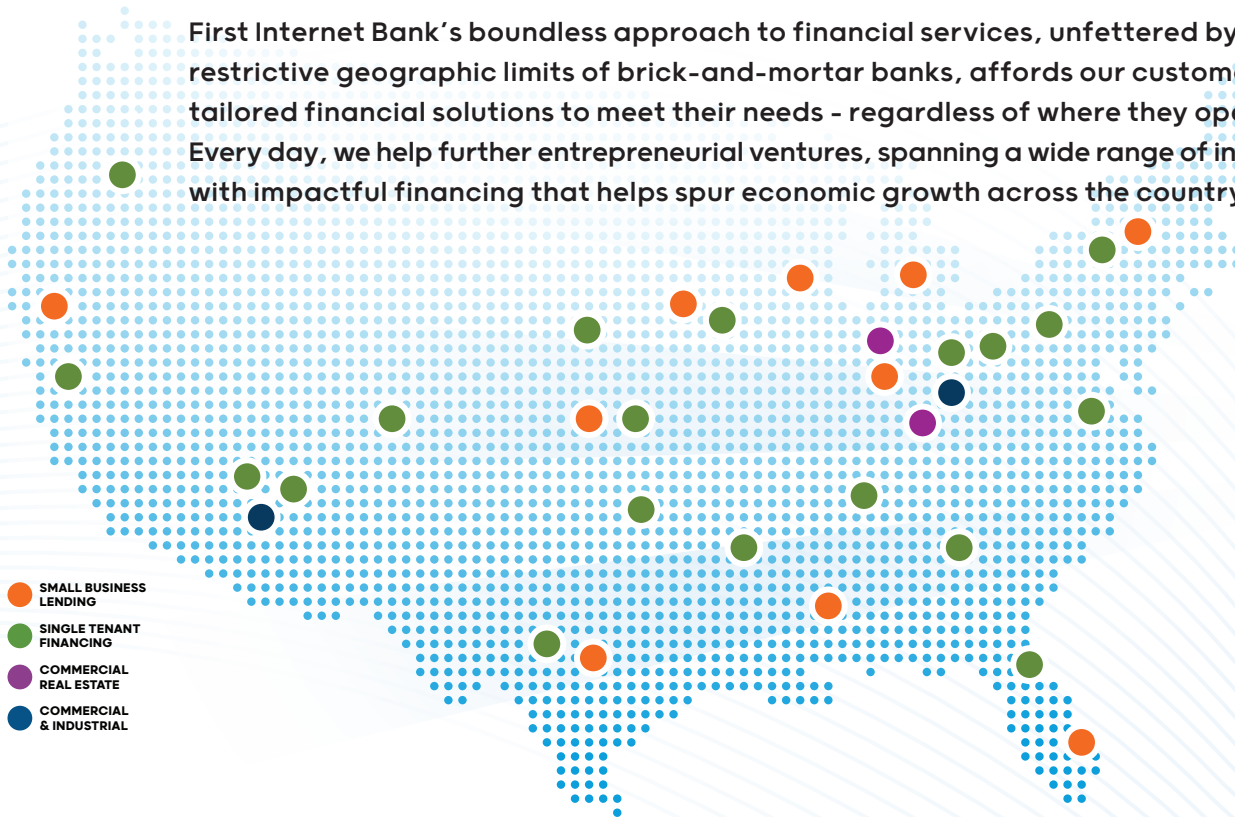 First Internet Bank's boundless approach to financial services, unfettered by
restrictive geographic limits of brick-and-mortar banks, affords our
tailored financial solutions to meet their needs - regardless of where they
Every day, we help further entrepreneurial ventures, spanning a wide range of
with impactful financing that helps spur economic growth across the country
SMALL BUSINESS
LENDING
SINGLE TENANT
FINANCING
COMMERCIAL
REAL ESTATE
COMMERCIAL
& INDUSTRIAL